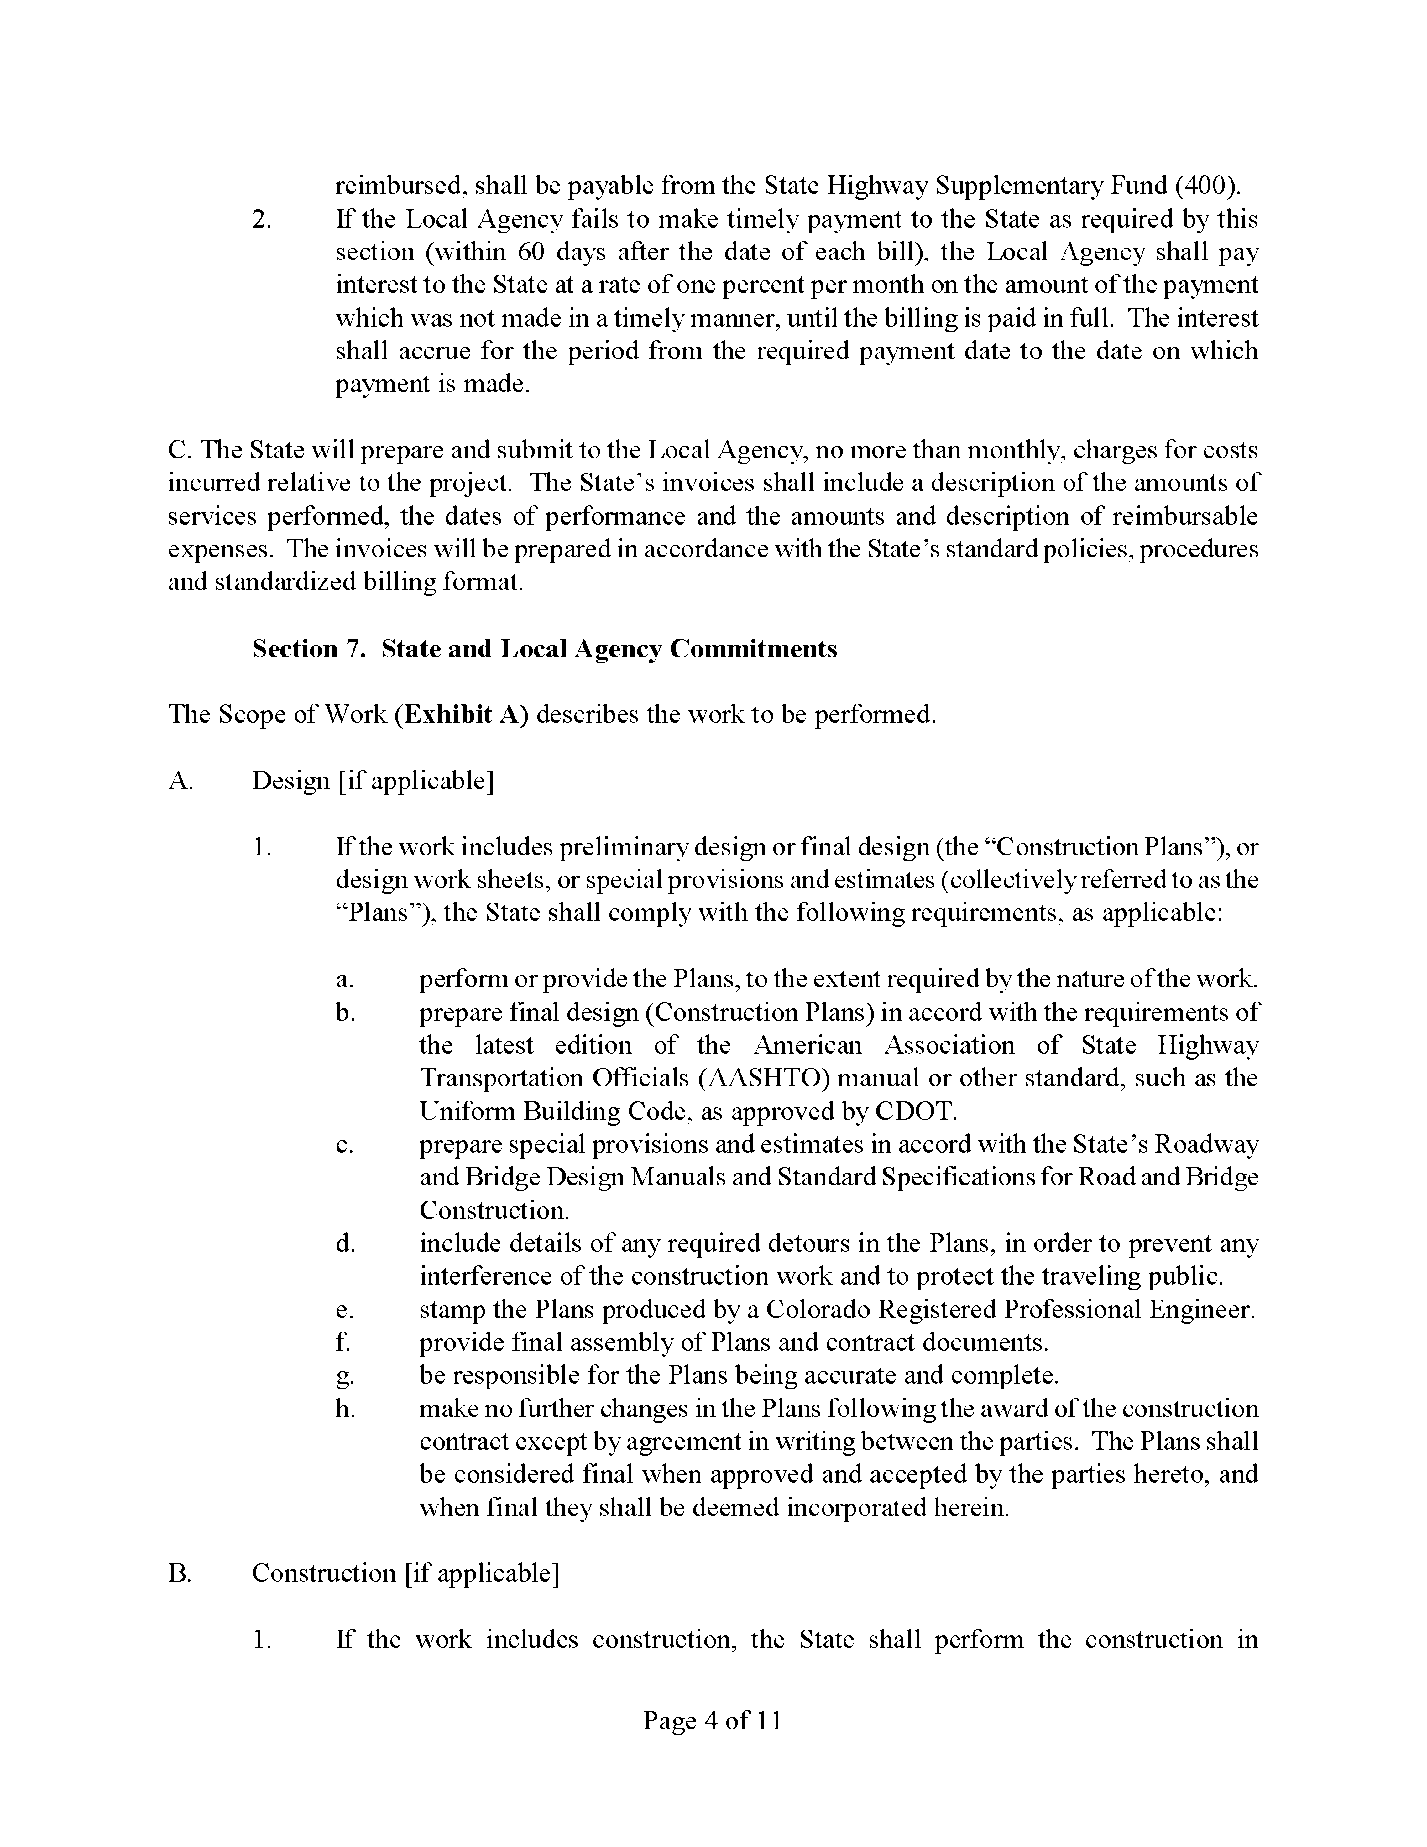 reimbursed, shall be payable from the State Highway Supplementary Fund (400).
2. If the Local Agency fails to make timely payment to the State as required by this
section (within 60 days after the date of each bill), the Local Agency shall pay
interest to the State at a rate of one percent per month on the amount of the payment
which was not made in a timely manner, until the billing is paid in full. The interest
shall accrue for the period from the required payment date to the date on which
payment is made.
C. The State will prepare and submit to the Local Agency, no more than monthly, charges for costs
incurred relative to the project. The State's invoices shall include a description of the amounts of
services performed, the dates of performance and the amounts and description of reimbursable
expenses. The invoices will be prepared in accordance with the State's standard policies, procedures
and standardized billing format.
Section 7. State and Local Agency Commitments
The Scope of Work (Exhibit A) describes the work to be performed.
A. Design [if applicable]
1. If the work includes preliminary design or final design (the “Construction Plans”), or
design work sheets, or special provisions and estimates (collectively referred to as the
“Plans”), the State shall comply with the following requirements, as applicable:
a. perform or provide the Plans, to the extent required by the nature of the work.
b. prepare final design (Construction Plans) in accord with the requirements of
the latest edition of the American Association of State Highway
Transportation Officials (AASHTO) manual or other standard, such as the
Uniform Building Code, as approved by CDOT.
c. prepare special provisions and estimates in accord with the State’s Roadway
and Bridge Design Manuals and Standard Specifications for Road and Bridge
Construction.
d. include details of any required detours in the Plans, in order to prevent any
interference of the construction work and to protect the traveling public.
e. stamp the Plans produced by a Colorado Registered Professional Engineer.
f. provide final assembly of Plans and contract documents.
g. be responsible for the Plans being accurate and complete.
h. make no further changes in the Plans following the award of the construction
contract except by agreement in writing between the parties. The Plans shall
be considered final when approved and accepted by the parties hereto, and
when final they shall be deemed incorporated herein.
B. Construction [if applicable]
1. If the work includes construction, the State shall perform the construction in
Page 4 of 11